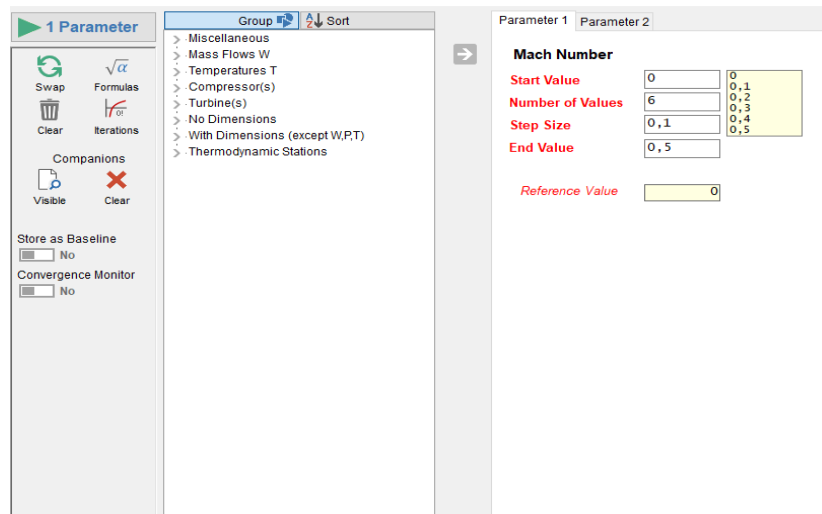 1 Parameter
Swap
√α
Formulas
Clear
0!
Iterations
Companions
Visible
Clear
Store as Baseline
No
Convergence Monitor
No
Group
A Z Sort
Miscellaneous
Mass Flows W
Temperatures T
Compressor(s)
Turbine(s)
No Dimensions
With Dimensions (except W,P,T)
Thermodynamic Stations
Parameter 1 Parameter 2
Mach Number
Start Value 0
Number of Values 6
Step Size 0,1
End Value 0,5
0
0,1
0,2
0,3
0,4
0,5
Reference Value 0